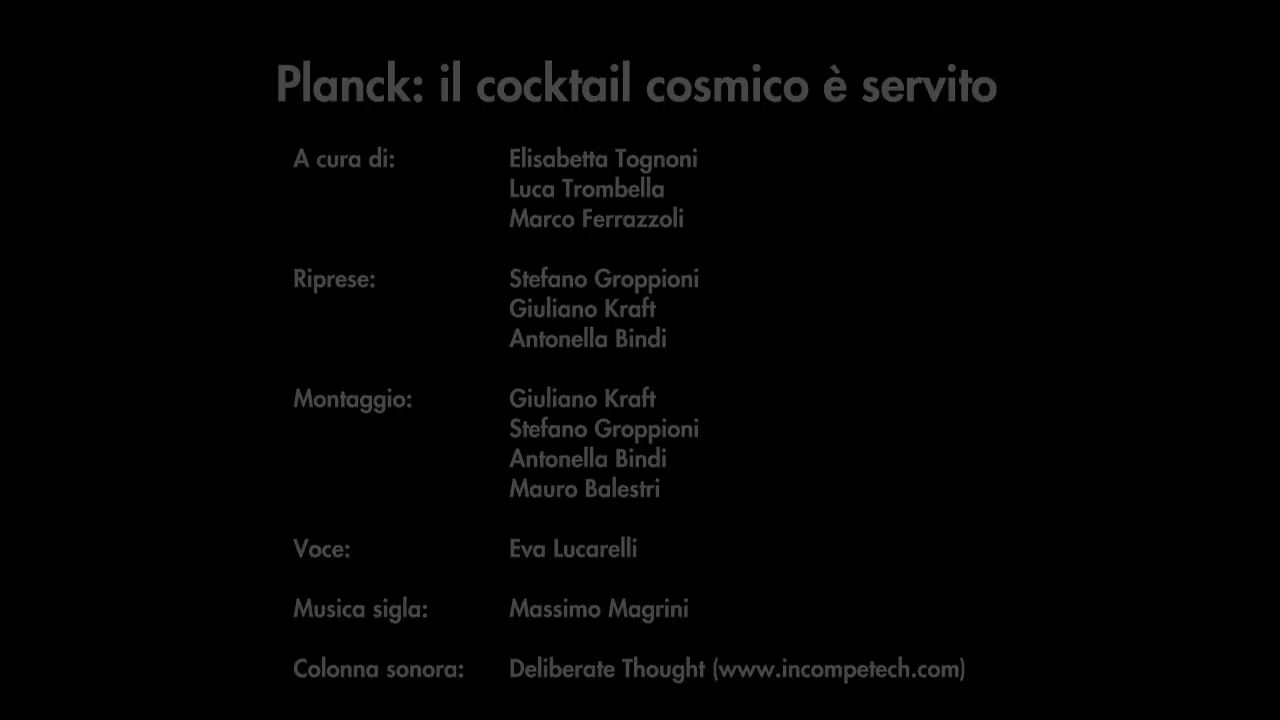 Planck: il cocktail cosmico è servito
A cura di: Elisabetta Tognoni
Luca Trombella
Marco Ferrazzoli
Riprese: Stefano Groppioni
Giuliano Kraft
Antonella Bindi
Montaggio: Giuliano Kraft
Stefano Groppioni
Antonella Bindi
Mauro Balestri
Voce: Eva Lucarelli
Musica sigla: Massimo Magrini
Colonna sonora: Deliberate Thought (www.incompetech.com)